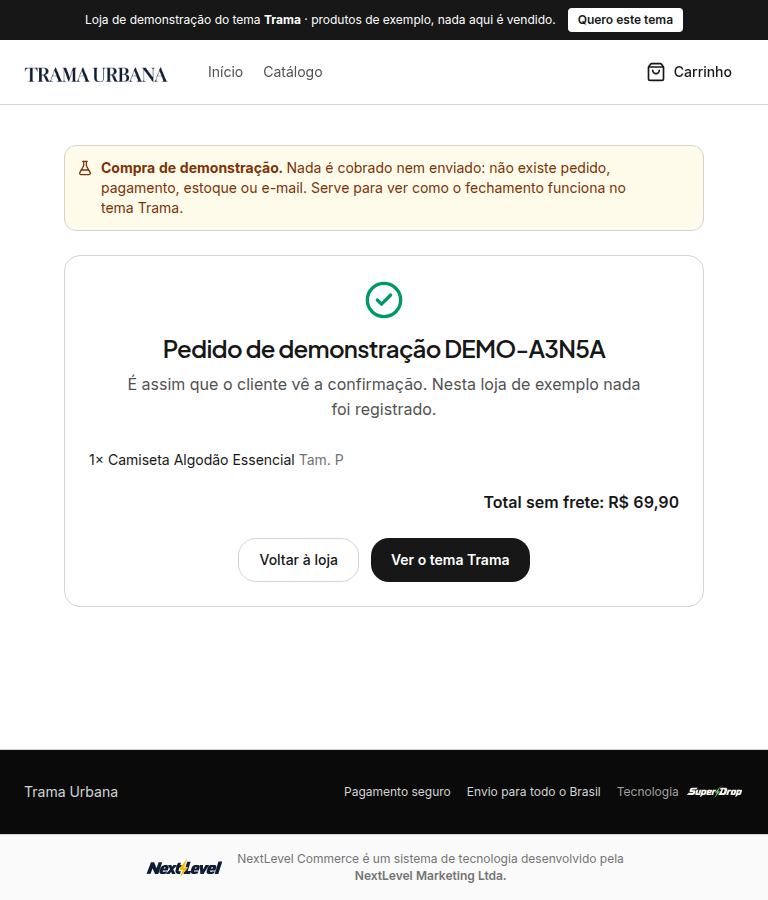 Loja de demonstração do tema Trama · produtos de exemplo, nada aqui é vendido. Quero este tema
TRAMA URBANA Início Catálogo Carrinho
Compra de demonstração. Nada é cobrado nem enviado: não existe pedido,
pagamento, estoque ou e-mail. Serve para ver como o fechamento funciona no
tema Trama.
Pedido de demonstração DEMO-A3N5A
É assim que o cliente vê a confirmação. Nesta loja de exemplo nada
foi registrado.
1× Camiseta Algodão Essencial Tam. P
Total sem frete: R$ 69,90
Voltar à loja Ver o tema Trama
Trama Urbana Pagamento seguro Envio para todo o Brasil Tecnologia SuperDrop
NextLevel NextLevel Commerce é um sistema de tecnologia desenvolvido pela
NextLevel Marketing Ltda.